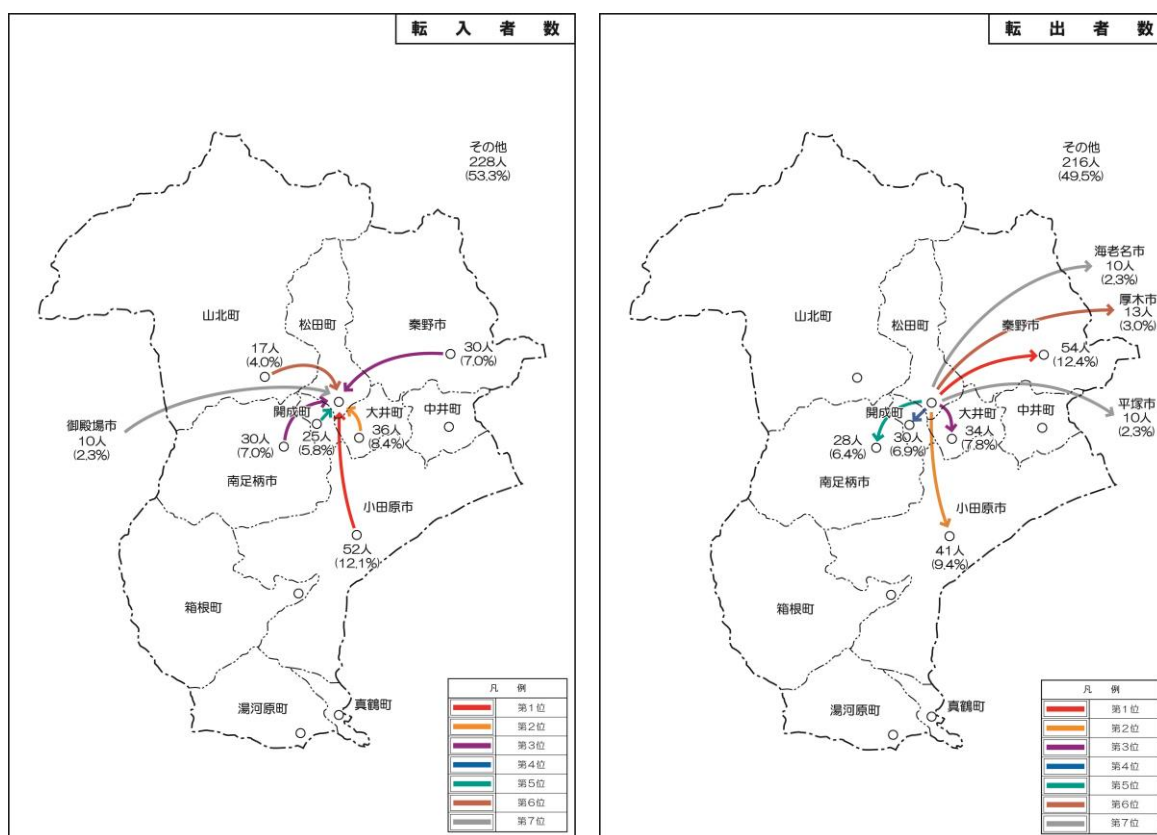 転入者数
その他
228人
(53.3%)
山北町
松田町
秦野市
17人
(4.0%)
30人
(7.0%)
御殿場市
10人
(2.3%)
開成町
大井町
中井町
30人
(7.0%)
25人
(5.8%)
36人
(8.4%)
南足柄市
小田原市
52人
(12.1%)
箱根町
湯河原町
真鶴町
凡例
第1位
第2位
第3位
第4位
第5位
第6位
第7位
転出者数
その他
216人
(49.5%)
海老名市
10人
(2.3%)
厚木市
13人
(3.0%)
山北町
松田町
秦野市
54人
(12.4%)
平塚市
10人
(2.3%)
開成町
大井町
中井町
28人
(6.4%)
30人
(6.9%)
34人
(7.8%)
南足柄市
小田原市
41人
(9.4%)
箱根町
湯河原町
真鶴町
凡例
第1位
第2位
第3位
第4位
第5位
第6位
第7位